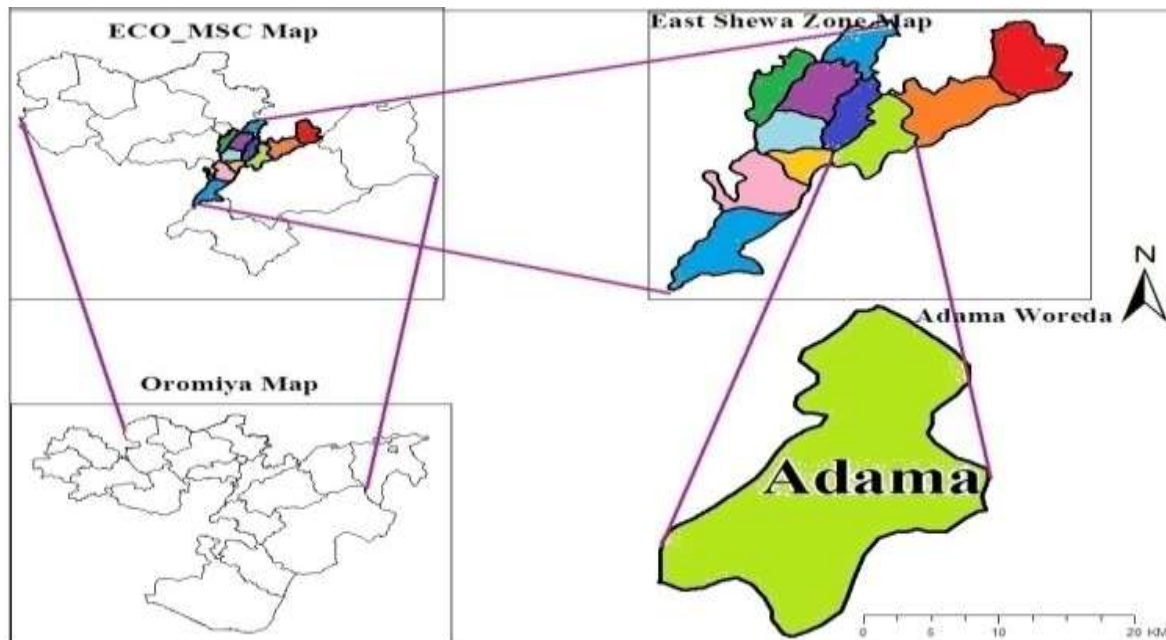 ECO_MSC Map
East Shewa Zone Map
N
Adama Woreda
Oromiya Map
Adama
0 5 10 20 KM